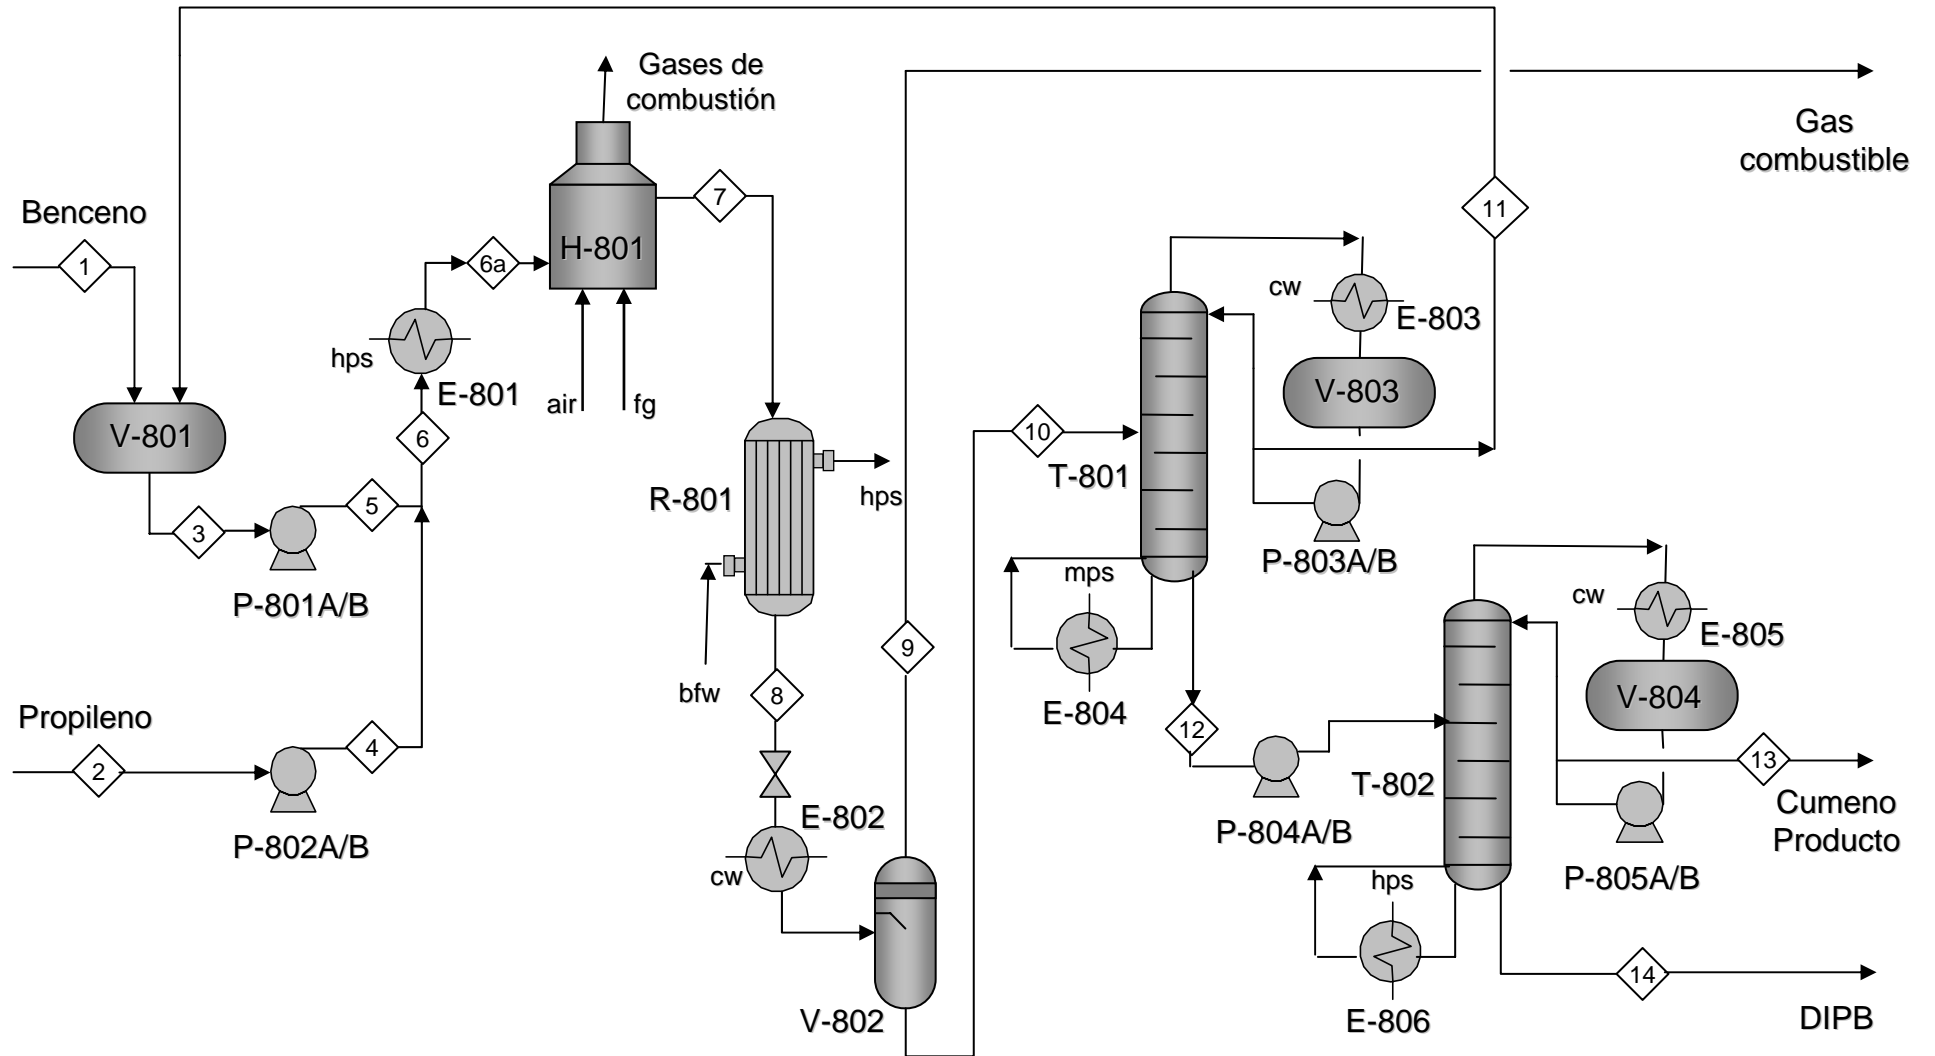 Gases de
combustión
Gas
combustible
Benceno
1
H-801
7
11
6a
cw
E-803
hps
E-801
air
fg
V-803
V-801
6
10
T-801
R-801
hps
5
3
P-801A/B
P-803A/B
mps
cw
E-805
9
bfw
8
E-804
V-804
Propileno
4
2
12
13
T-802
Cumeno
Producto
P-802A/B
E-802
P-804A/B
cw
P-805A/B
hps
14
V-802
E-806
DIPB